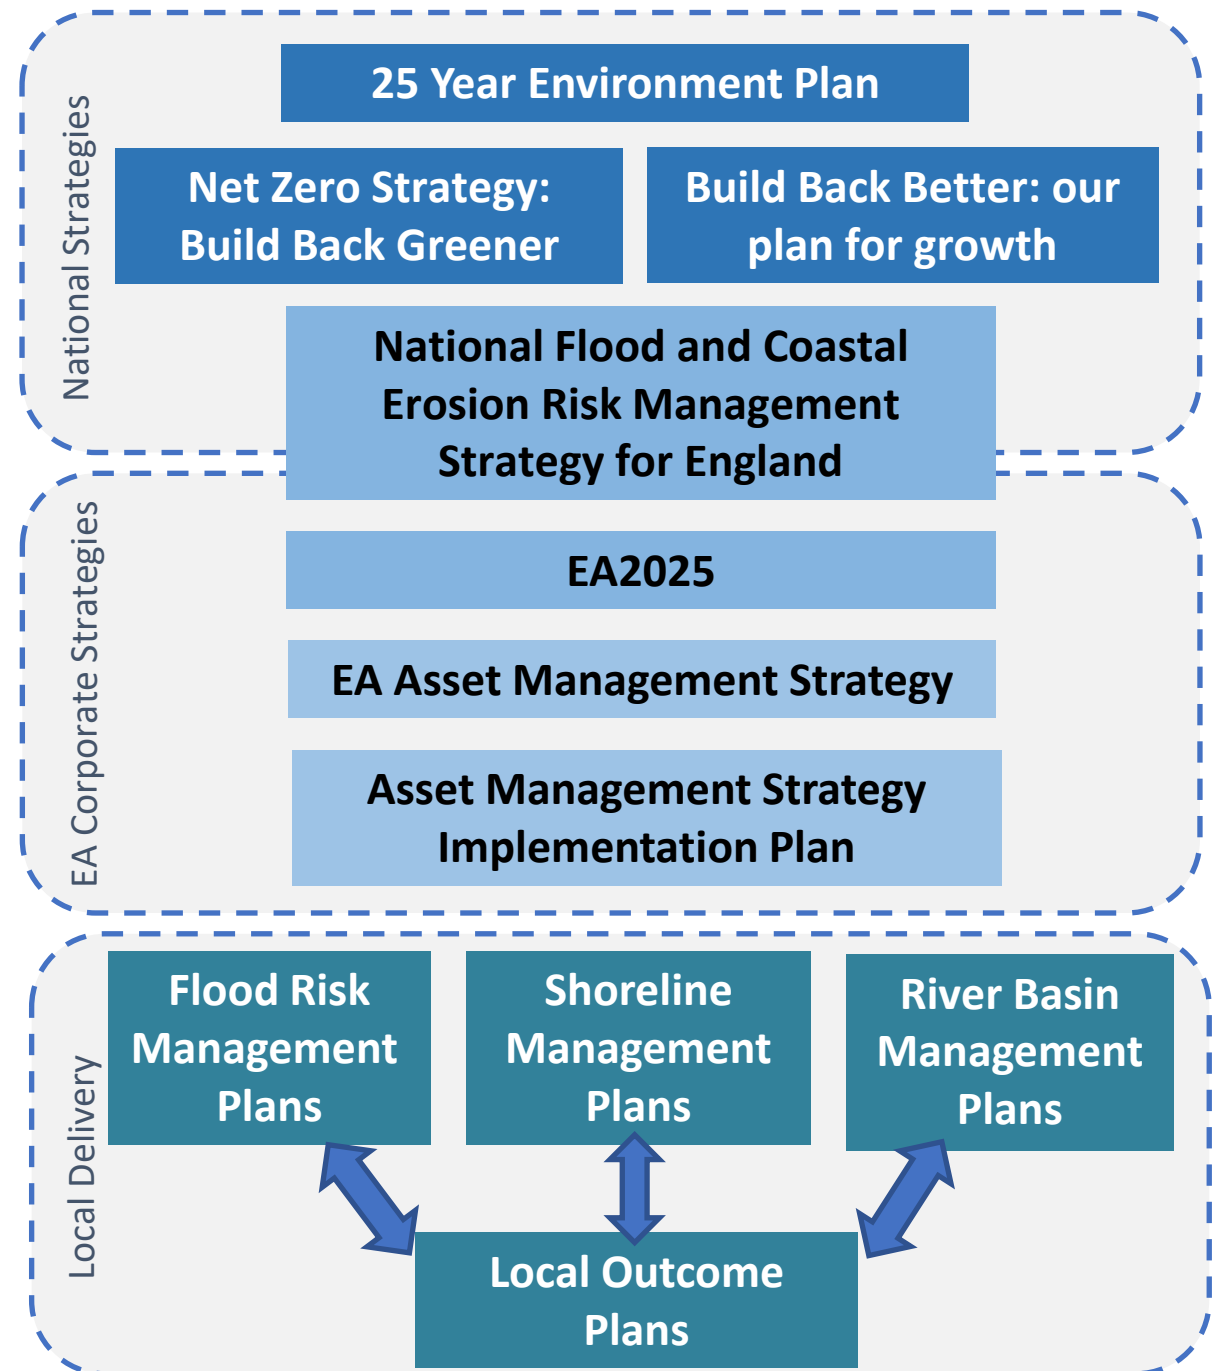 National Strategies
25 Year Environment Plan
Net Zero Strategy:
Build Back Greener
Build Back Better: our
plan for growth
National Flood and Coastal
Erosion Risk Management
Strategy for England
EA Corporate Strategies
EA2025
EA Asset Management Strategy
Asset Management Strategy
Implementation Plan
Local Delivery
Flood Risk
Management
Plans
Shoreline
Management
Plans
River Basin
Management
Plans
Local Outcome
Plans